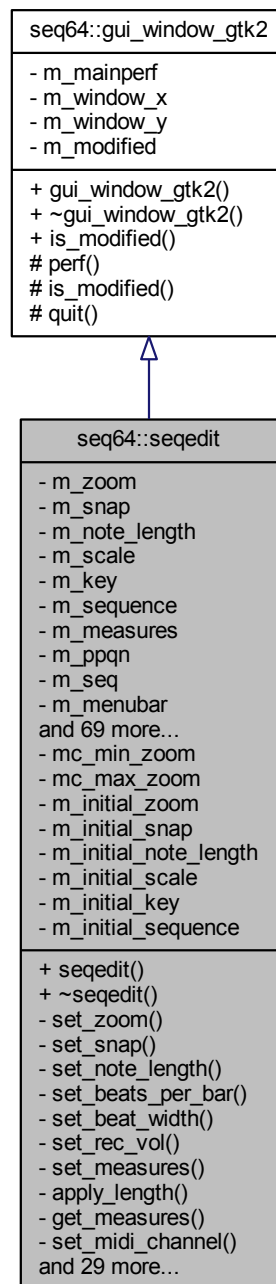 seq64::gui_window_gtk2
- m_mainperf
- m_window_x
- m_window_y
- m_modified
+ gui_window_gtk2()
+ ~gui_window_gtk2()
+ is_modified()
# perf()
# is_modified()
# quit()
seq64::seqedit
- m_zoom
- m_snap
- m_note_length
- m_scale
- m_key
- m_sequence
- m_measures
- m_ppqn
- m_seq
- m_menubar
and 69 more...
- mc_min_zoom
- mc_max_zoom
- m_initial_zoom
- m_initial_snap
- m_initial_note_length
- m_initial_scale
- m_initial_key
- m_initial_sequence
+ seqedit()
+ ~seqedit()
- set_zoom()
- set_snap()
- set_note_length()
- set_beats_per_bar()
- set_beat_width()
- set_rec_vol()
- set_measures()
- apply_length()
- get_measures()
- set_midi_channel()
and 29 more...